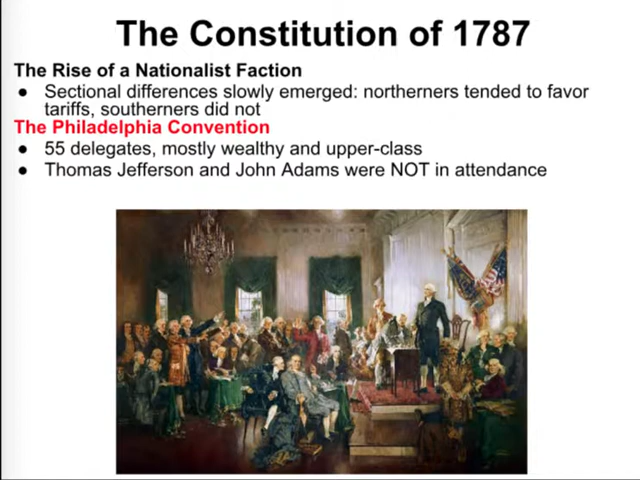 The Constitution of 1787
The Rise of a Nationalist Faction
● Sectional differences slowly emerged: northerners tended to favor
tariffs, southerners did not
The Philadelphia Convention
● 55 delegates, mostly wealthy and upper-class
● Thomas Jefferson and John Adams were NOT in attendance